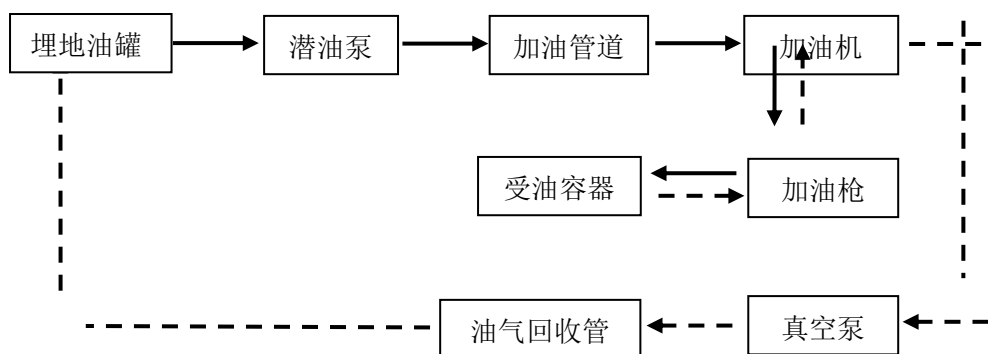 埋地油罐
潜油泵
加油管道
加油机
受油容器
加油枪
油气回收管
真空泵